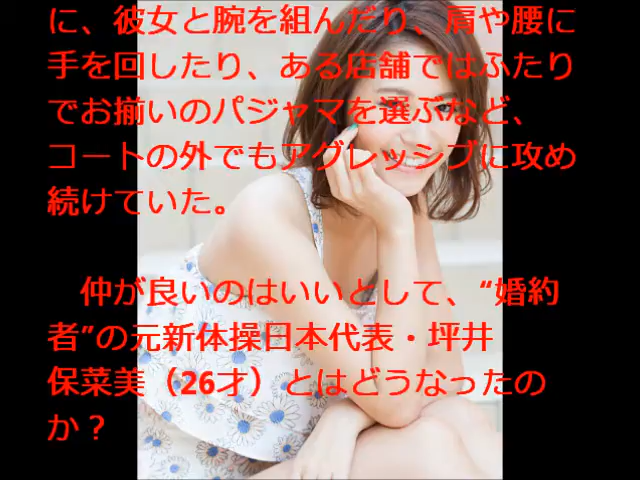 に、彼女と腕を組んだり、肩や腰に
手を回したり、ある店舗ではふたり
でお揃いのパジャマを選ぶなど、
コートの外でもアグレッシブに攻め
続けていた。
仲が良いのはいいとして、“婚約
者”の元新体操日本代表・坪井
保菜美（26才）とはどうなったの
か？